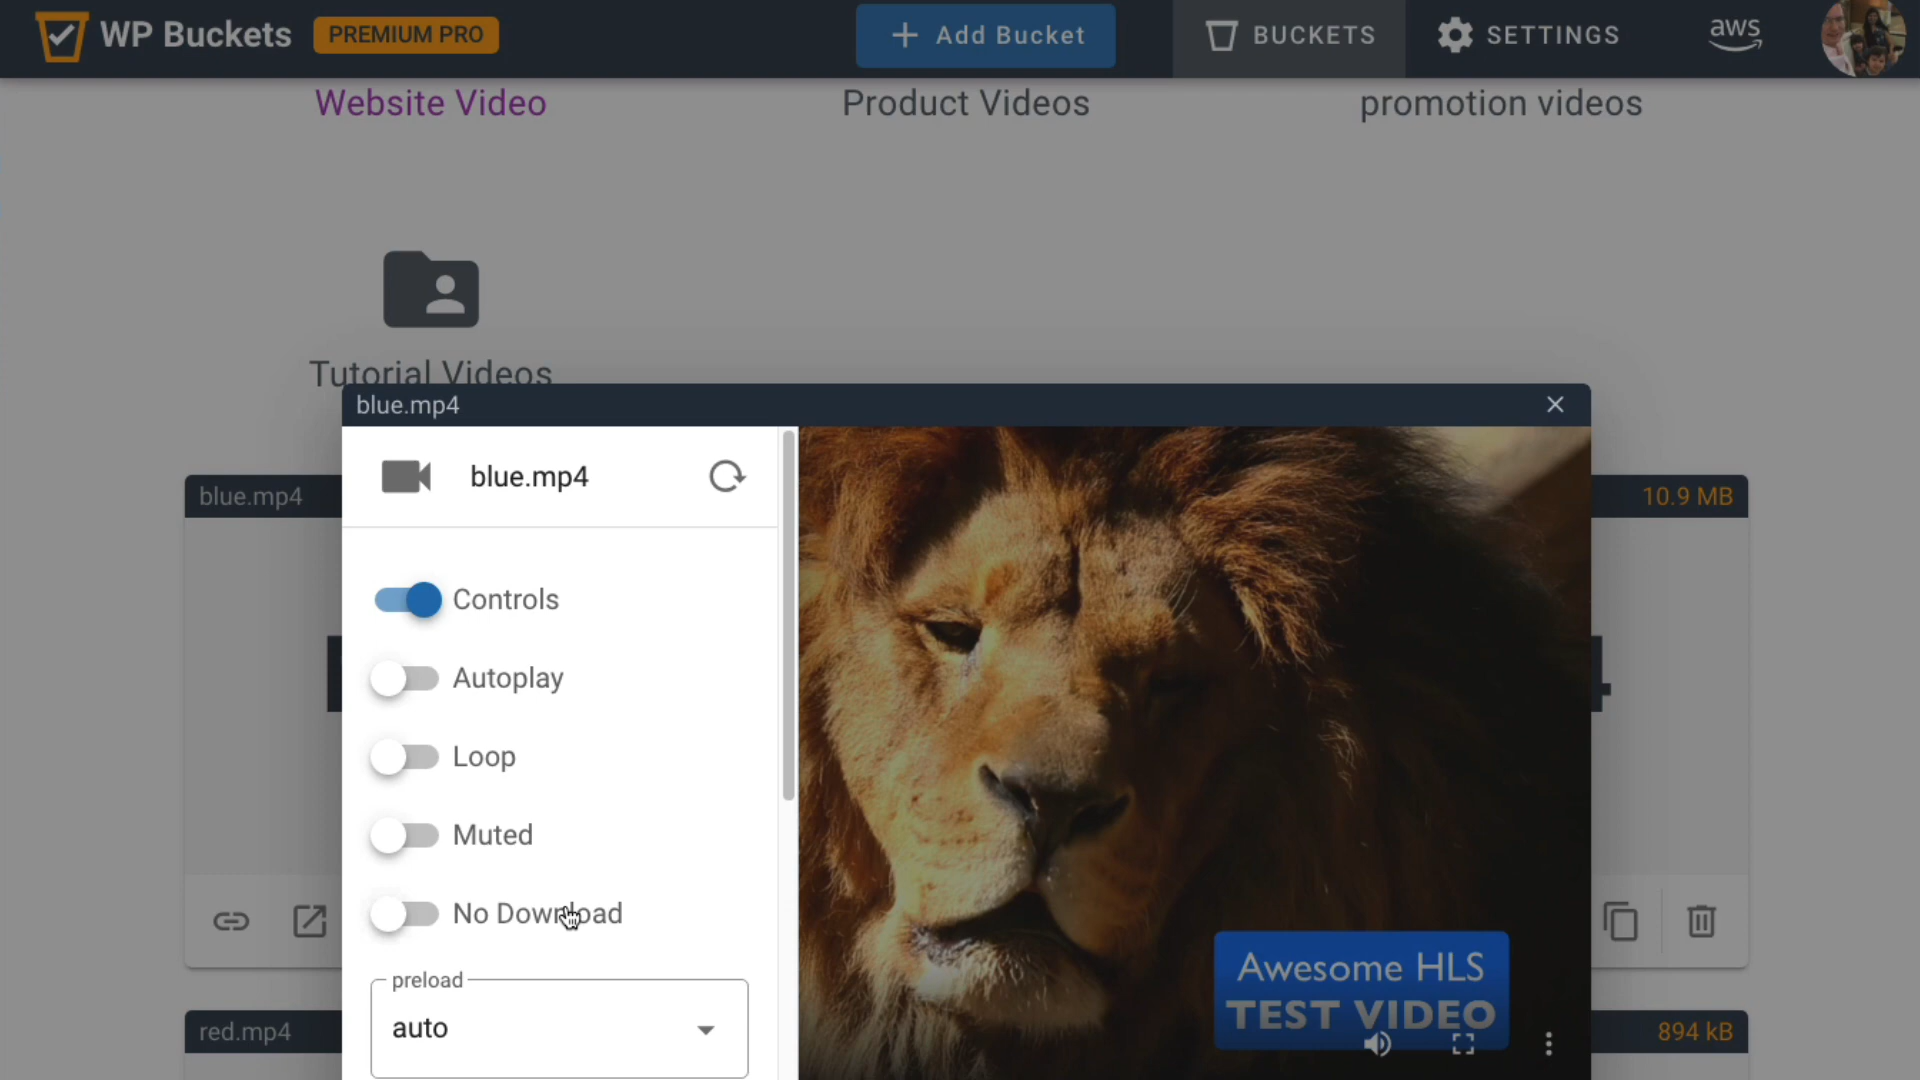 WP Buckets PREMIUM PRO
Add Bucket
BUCKETS
SETTINGS
aws
Website Video
Product Videos
promotion videos
Tutorial Videos
blue.mp4
blue.mp4
10.9 MB
blue.mp4
Controls
Autoplay
Loop
Muted
No Download
preload
auto
Awesome HLS
TEST VIDEO
red.mp4
894 kB